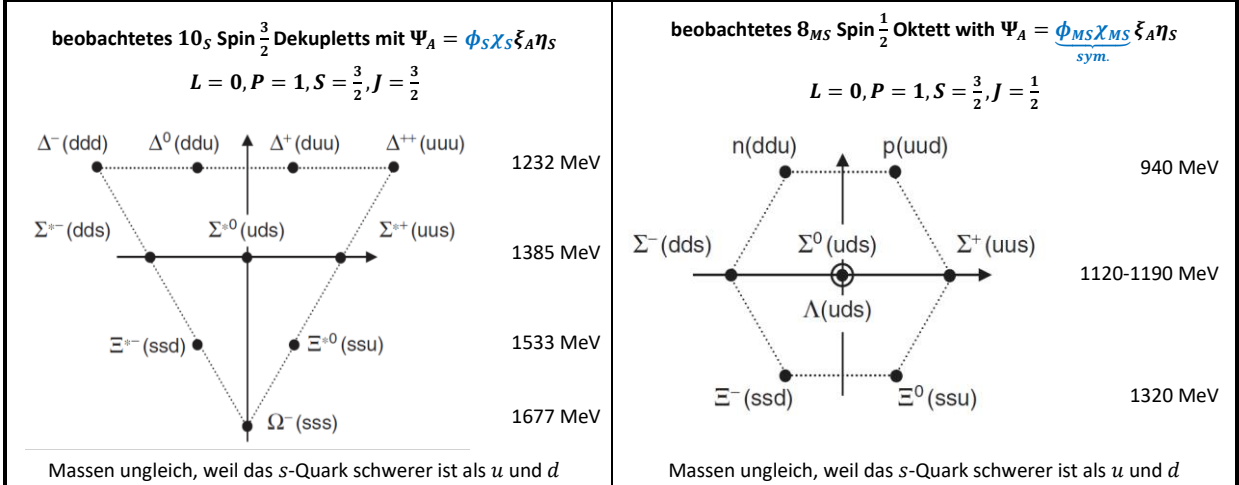 beobachtetes 10_S Spin 3/2 Dekupletts mit Ψ_A = ϕ_S χ_S ξ_A η_S
L = 0, P = 1, S = 3/2, J = 3/2
Δ⁻(ddd) Δ⁰(ddu) Δ⁺(duu) Δ⁺⁺(uuu)
1232 MeV
Σ*⁻(dds) Σ*⁰(uds) Σ*⁺(uus)
1385 MeV
Ξ*⁻(ssd) Ξ*⁰(ssu)
1533 MeV
Ω⁻(sss)
1677 MeV
Massen ungleich, weil das s-Quark schwerer ist als u und d
beobachtetes 8_MS Spin 1/2 Oktett with Ψ_A = ϕ_MS χ_MS ξ_A η_S
sym.
L = 0, P = 1, S = 3/2, J = 1/2
n(ddu) p(uud)
940 MeV
Σ⁻(dds) Σ⁰(uds) Σ⁺(uus)
1120-1190 MeV
Λ(uds)
Ξ⁻(ssd) Ξ⁰(ssu)
1320 MeV
Massen ungleich, weil das s-Quark schwerer ist als u und d